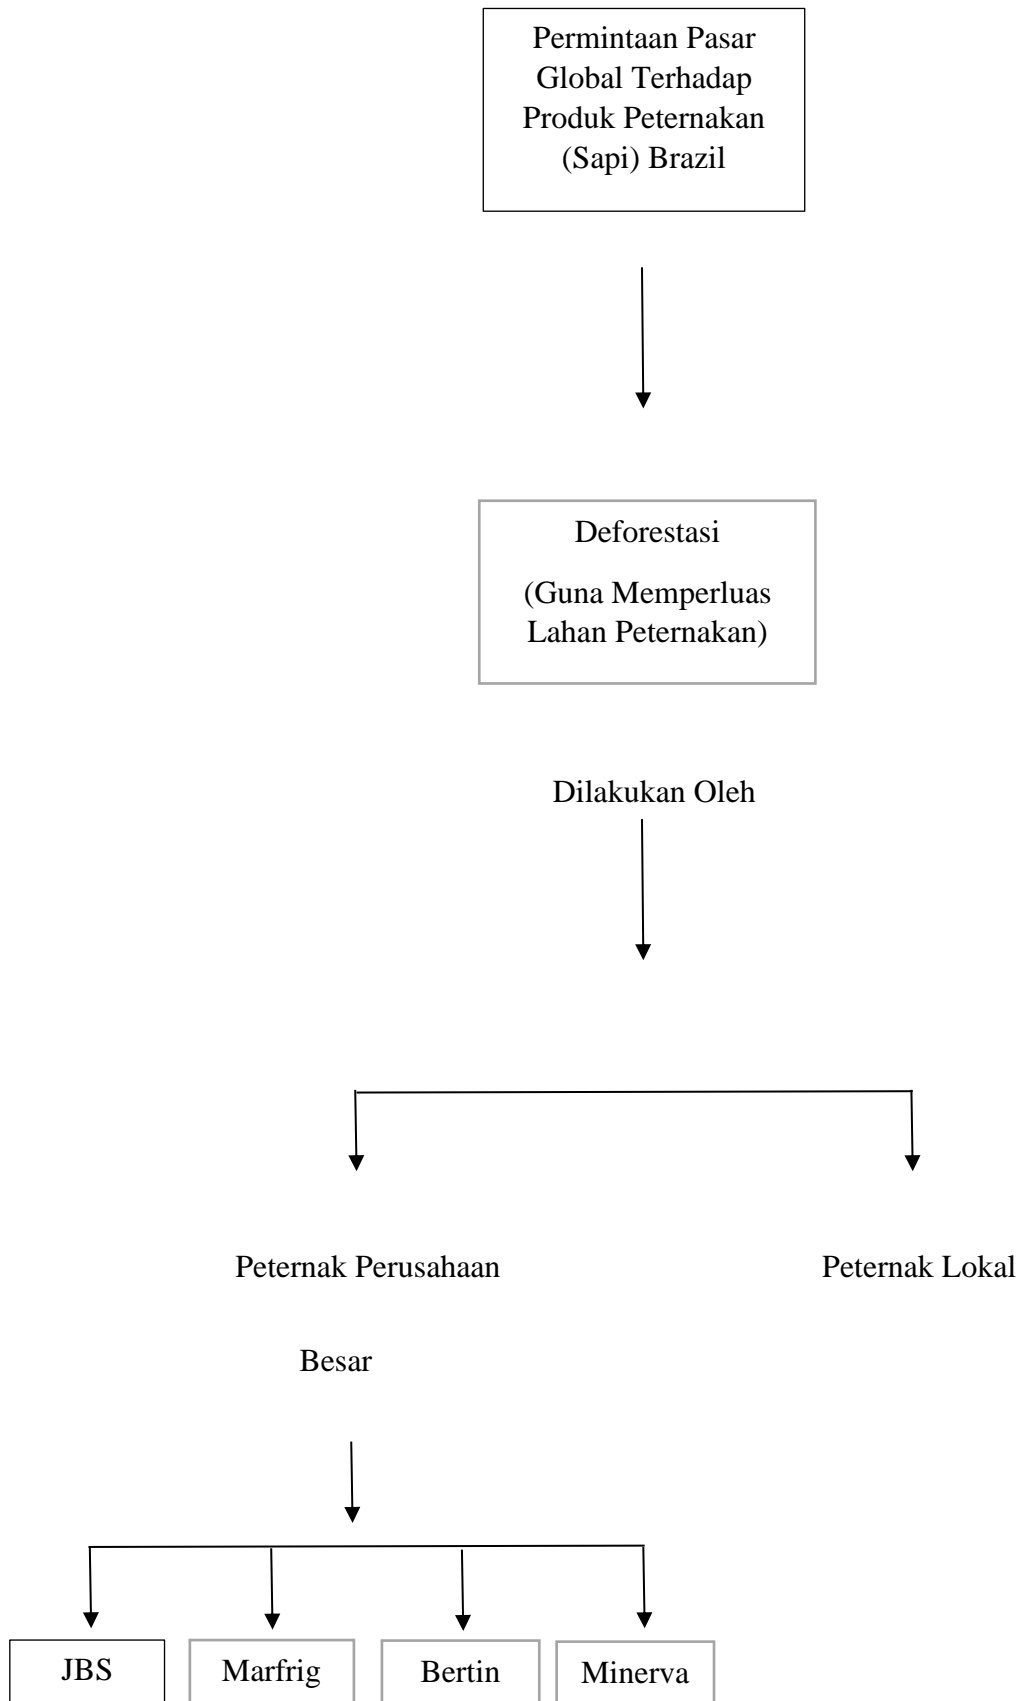 Permintaan Pasar
Global Terhadap
Produk Peternakan
(Sapi) Brazil
Deforestasi
(Guna Memperluas
Lahan Peternakan)
Dilakukan Oleh
Peternak Perusahaan
Peternak Lokal
Besar
JBS
Marfrig
Bertin
Minerva